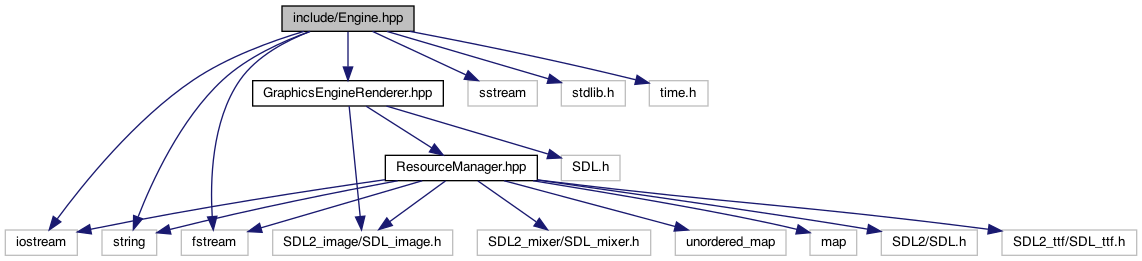 include/Engine.hpp
GraphicsEngineRenderer.hpp
sstream
stdlib.h
time.h
ResourceManager.hpp
SDL.h
iostream
string
fstream
SDL2_image/SDL_image.h
SDL2_mixer/SDL_mixer.h
unordered_map
map
SDL2/SDL.h
SDL2_ttf/SDL_ttf.h